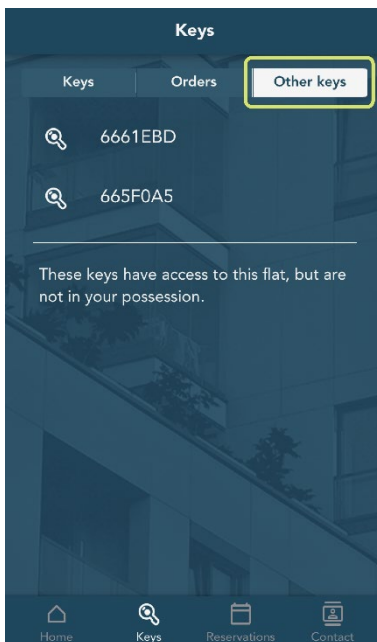 Keys
Keys Orders Other keys
6661EBD
665F0A5
These keys have access to this flat, but are
not in your possession.
Home Keys Reservations Contact